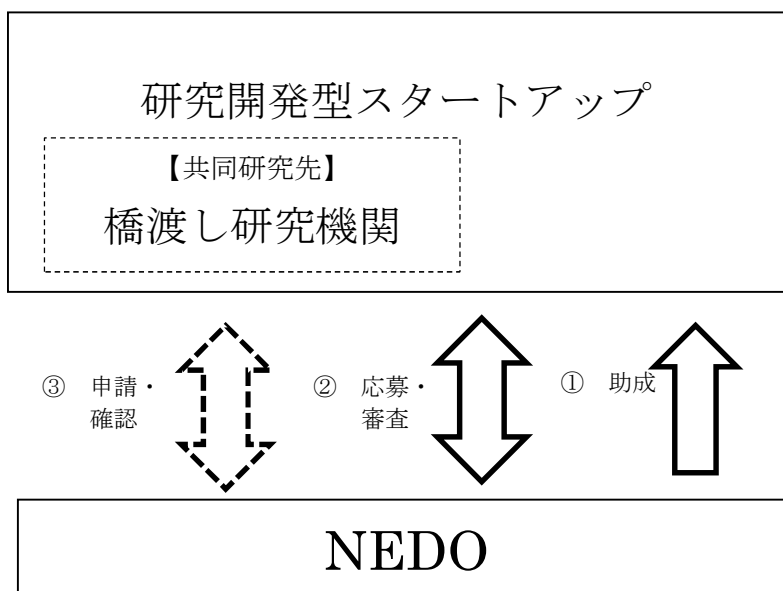 研究開発型スタートアップ
【共同研究先】
橋渡し研究機関
③ 申請・
確認
② 応募・
審査
① 助成
NEDO